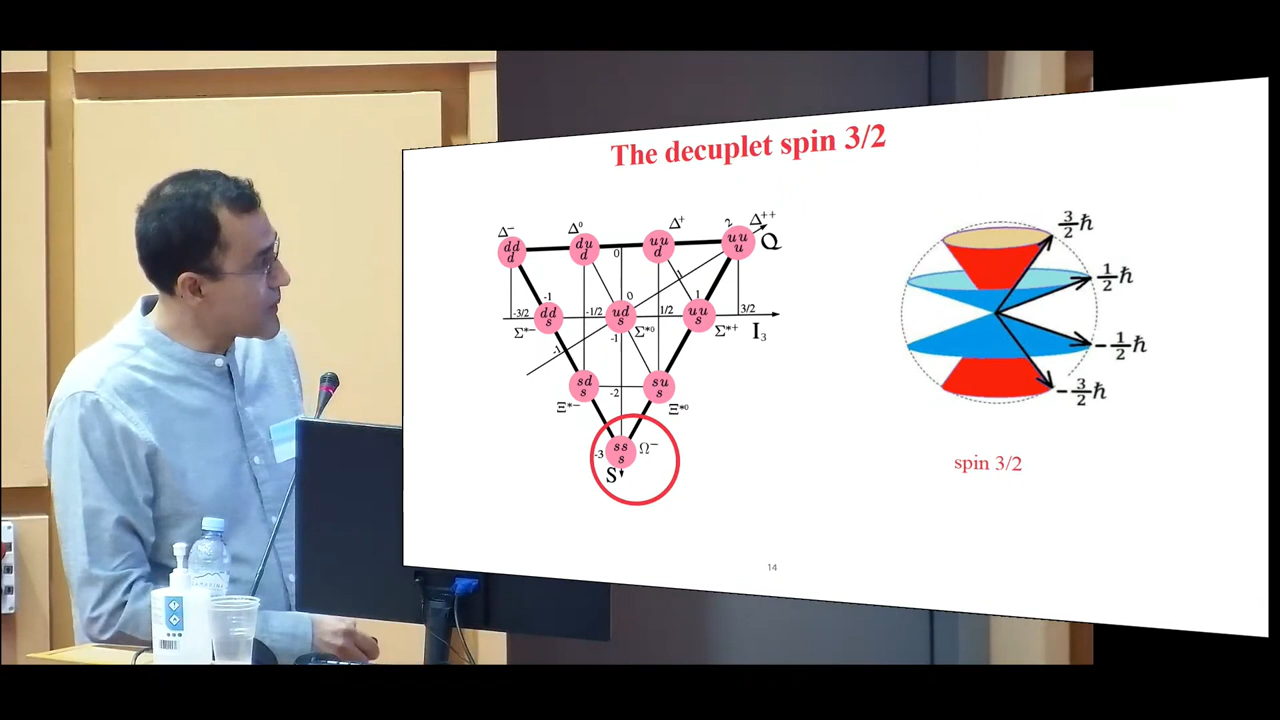 The decuplet spin 3/2
Δ⁻ Δ⁰ Δ⁺ 2 Δ⁺⁺
dd d du d uu d uu u Q
0
-1 0 1
-3/2 dd s -1/2 ud s 1/2 uu s 3/2
Σ*⁻ Σ*⁰ Σ*⁺ I₃
-1 -1
sd s -2 su s
Ξ*⁻ Ξ*⁰
-3 ss s Ω⁻
S
3/2 ħ
1/2 ħ
-1/2 ħ
-3/2 ħ
spin 3/2
14